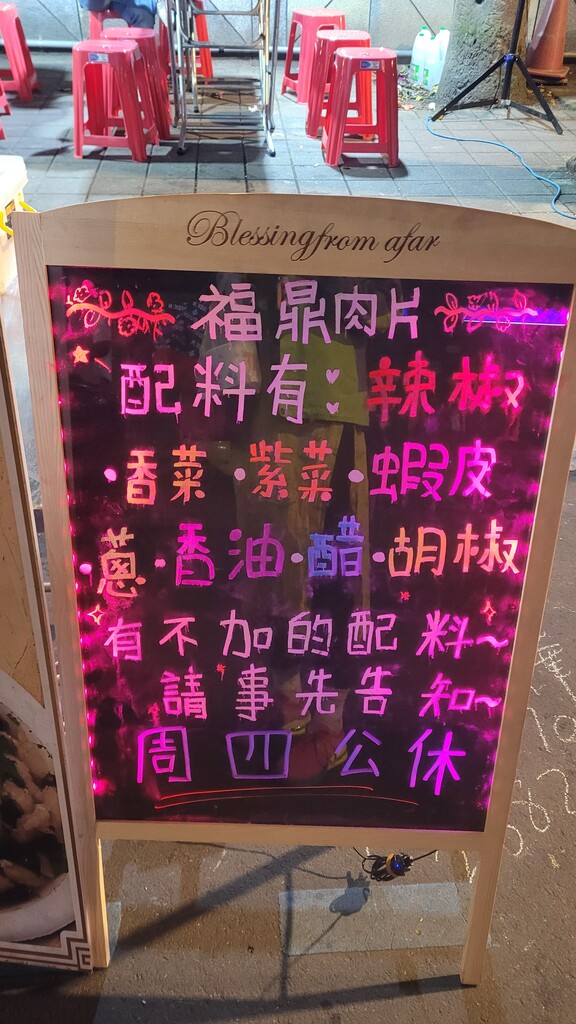 Blessing from afar
福鼎肉片
配料有：辣椒
·香菜·紫菜·蝦皮
·蔥·香油·醋·胡椒
有不加的配料~
請事先告知~
周四公休